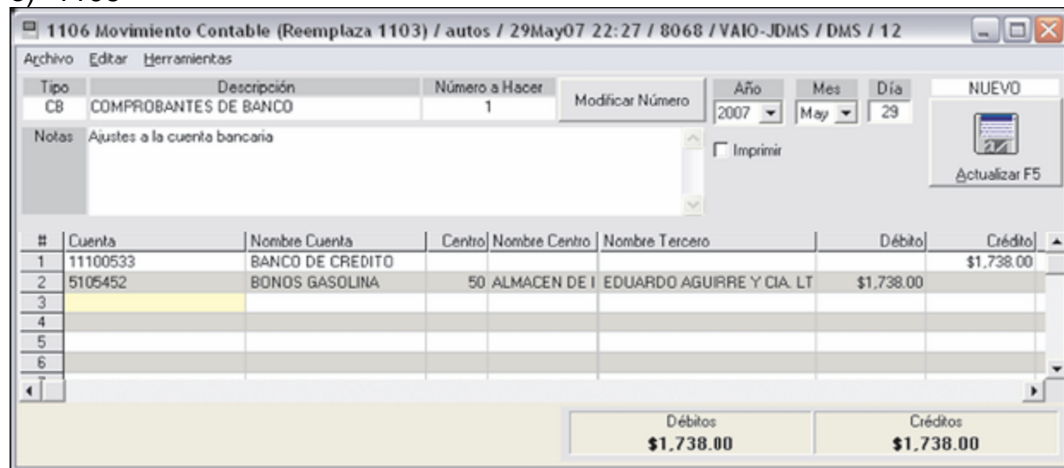 1106 Movimiento Contable (Reemplaza 1103) / autos / 29May07 22:27 / 8068 / VAIO-JDMS / DMS / 12
Archivo Editar Herramientas
Tipo Descripción Número a Hacer Modificar Número Año Mes Día NUEVO
CB COMPROBANTES DE BANCO 1 2007 May 29
Notas Ajustes a la cuenta bancaria
Imprimir
Actualizar F5
# Cuenta Nombre Cuenta Centro Nombre Centro Nombre Tercero Débito Crédito
1 11100533 BANCO DE CREDITO $1,738.00
2 5105452 BONOS GASOLINA 50 ALMACEN DE EDUARDO AGUIRRE Y CIA. LT $1,738.00
3
4
5
6
Débitos Créditos
$1,738.00 $1,738.00